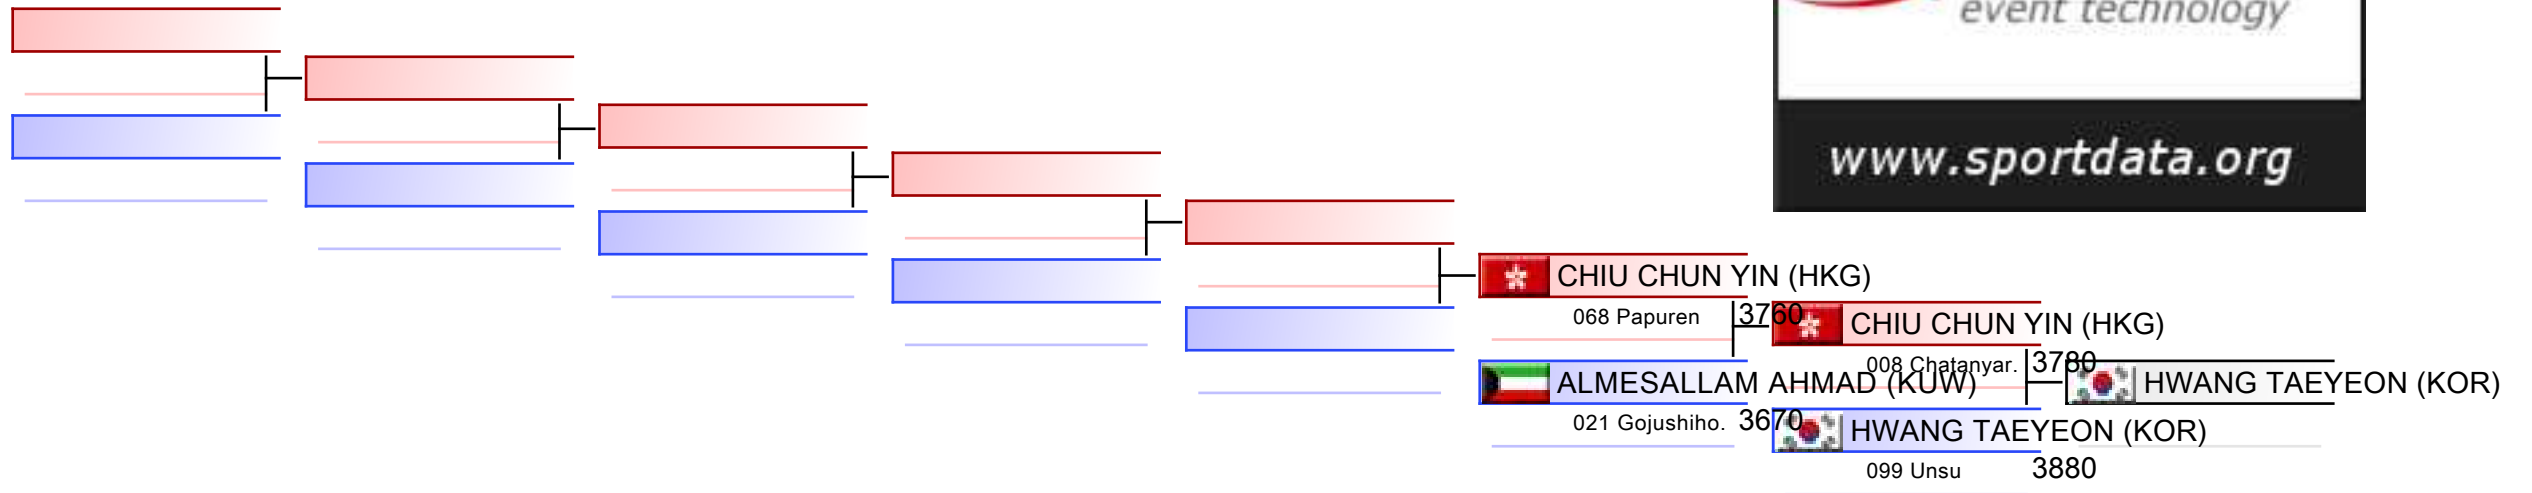 event technology
www.sportdata.org
CHIU CHUN YIN (HKG)
068 Papuren 3760
CHIU CHUN YIN (HKG)
008 Chatanyar. 3780
ALMESALLAM AHMAD (KUW)
HWANG TAEYEON (KOR)
021 Gojushiho. 3670
HWANG TAEYEON (KOR)
099 Unsu 3880